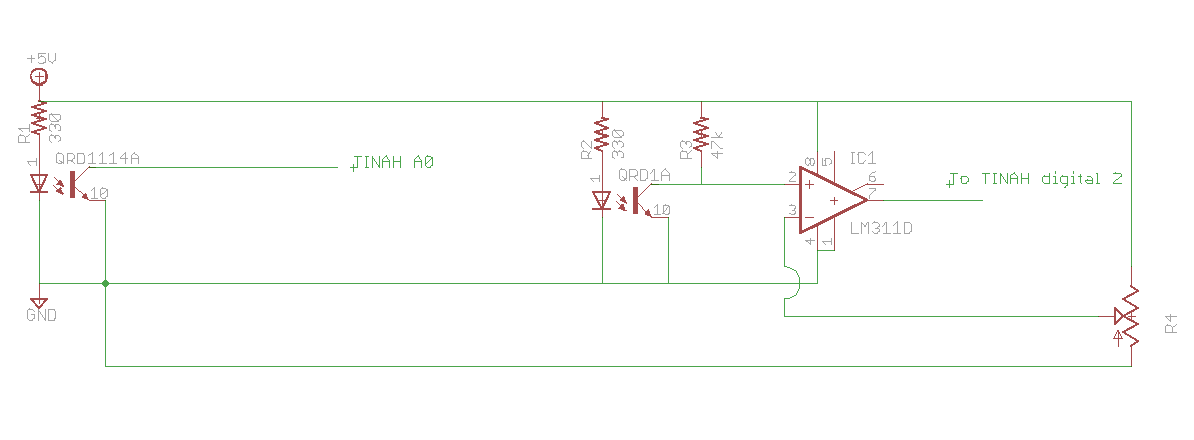 +5V
R1
330
1
QRD1114A
10
TINAH A0
GND
R2
330
1
QRD1A
10
R3
47k
2
3
8
5
4
1
6
7
IC1
LM311D
To TINAH digital 2
R4